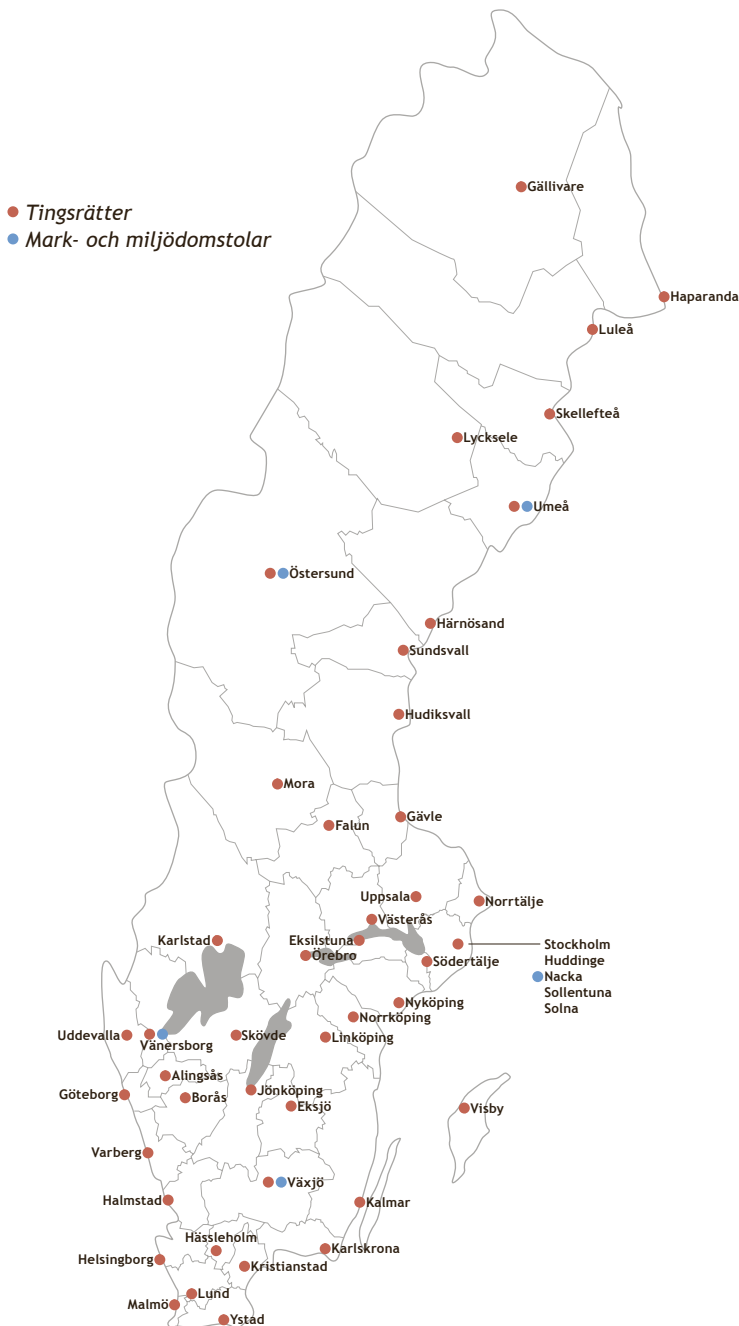 Gällivare
Tingsrätter
Mark- och miljödomstolar
Haparanda
Luleå
Skellefteå
Lycksele
Umeå
Östersund
Härnösand
Sundsvall
Hudiksvall
Mora
Gävle
Falun
Uppsala
Norrtälje
Västerås
Karlstad
Eksilstuna
Stockholm
Örebro
Huddinge
Södertälje
Nacka
Sollentuna
Nyköping
Solna
Norrköping
Uddevalla
Skövde
Linköping
Vänersborg
Alingsås
Jönköping
Göteborg
Borås
Eksjö
Visby
Varberg
Växjö
Halmstad
Kalmar
Hässleholm
Karlskrona
Helsingborg
Kristianstad
Lund
Malmö
Ystad